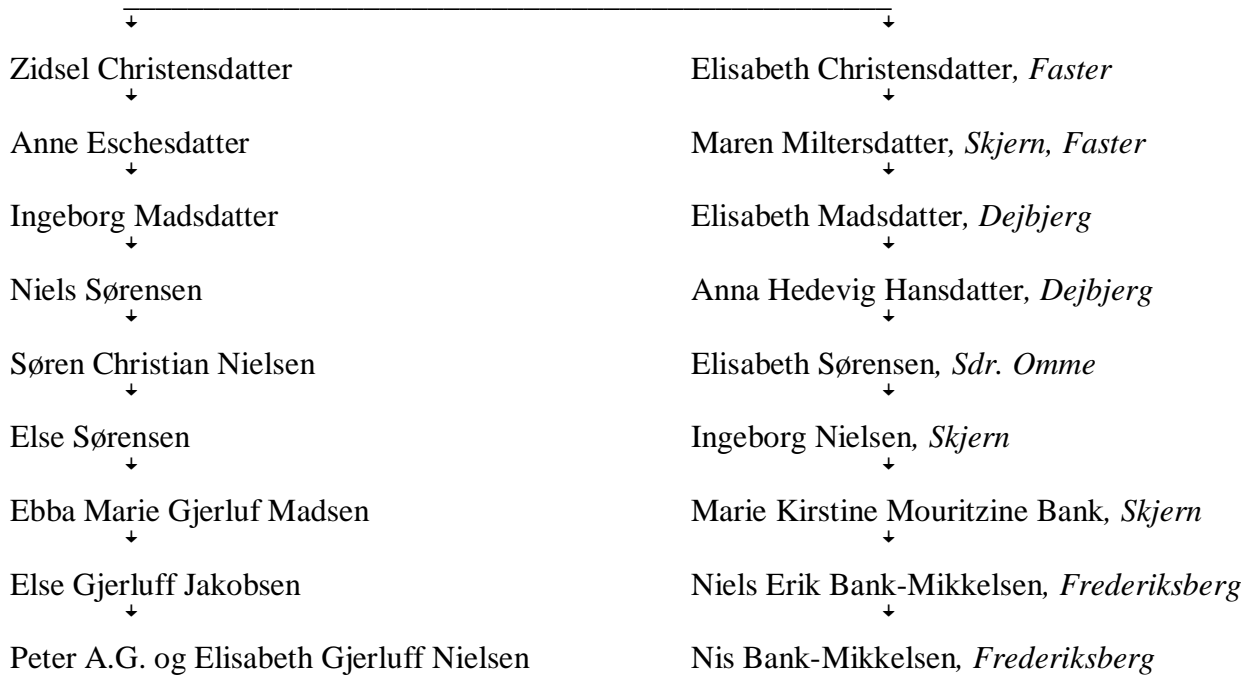 Zidsel Christensdatter Elisabeth Christensdatter, Faster
Anne Eschesdatter Maren Miltersdatter, Skjern, Faster
Ingeborg Madsdatter Elisabeth Madsdatter, Dejbjerg
Niels Sørensen Anna Hedevig Hansdatter, Dejbjerg
Søren Christian Nielsen Elisabeth Sørensen, Sdr. Omme
Else Sørensen Ingeborg Nielsen, Skjern
Ebba Marie Gjerluf Madsen Marie Kirstine Mouritzine Bank, Skjern
Else Gjerluff Jakobsen Niels Erik Bank-Mikkelsen, Frederiksberg
Peter A.G. og Elisabeth Gjerluff Nielsen Nis Bank-Mikkelsen, Frederiksberg